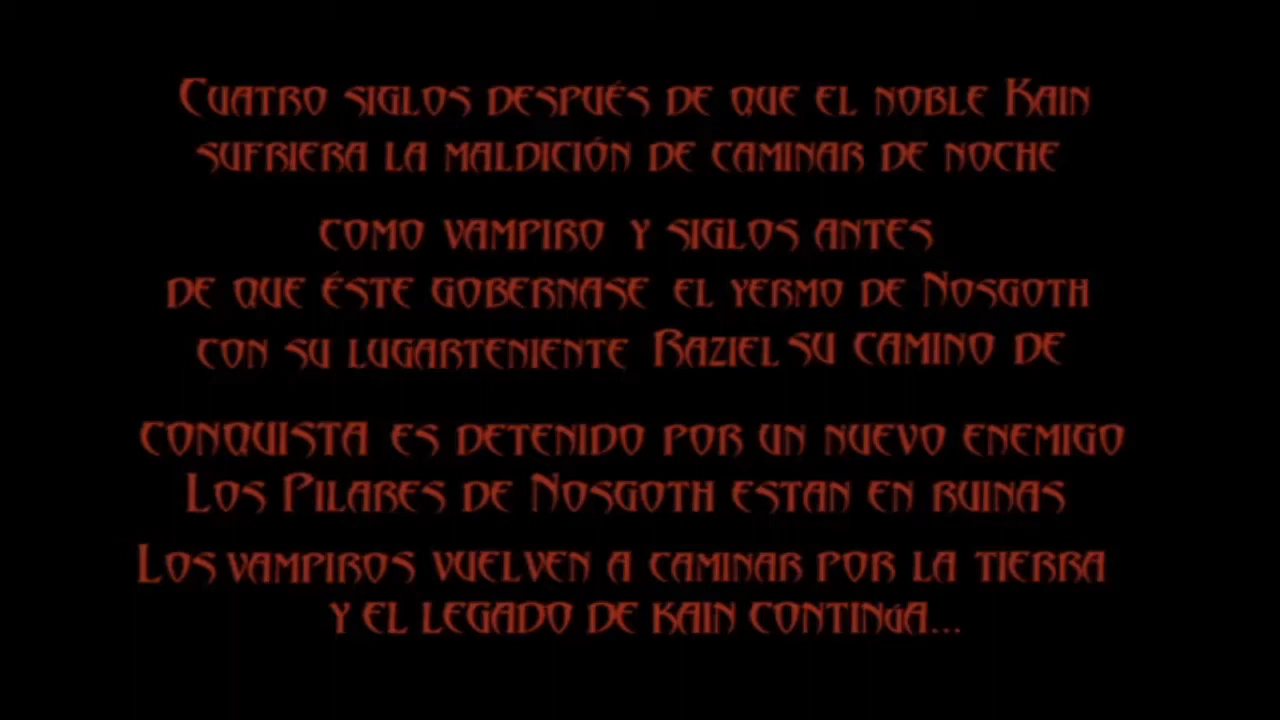 Cuatro siglos después de que el noble Kain
sufriera la maldición de caminar de noche
como vampiro y siglos antes
de que éste gobernase el yermo de Nosgoth
con su lugarteniente Raziel su camino de
conquista es detenido por un nuevo enemigo
Los Pilares de Nosgoth estan en ruinas
Los vampiros vuelven a caminar por la tierra
y el legado de Kain continúa...